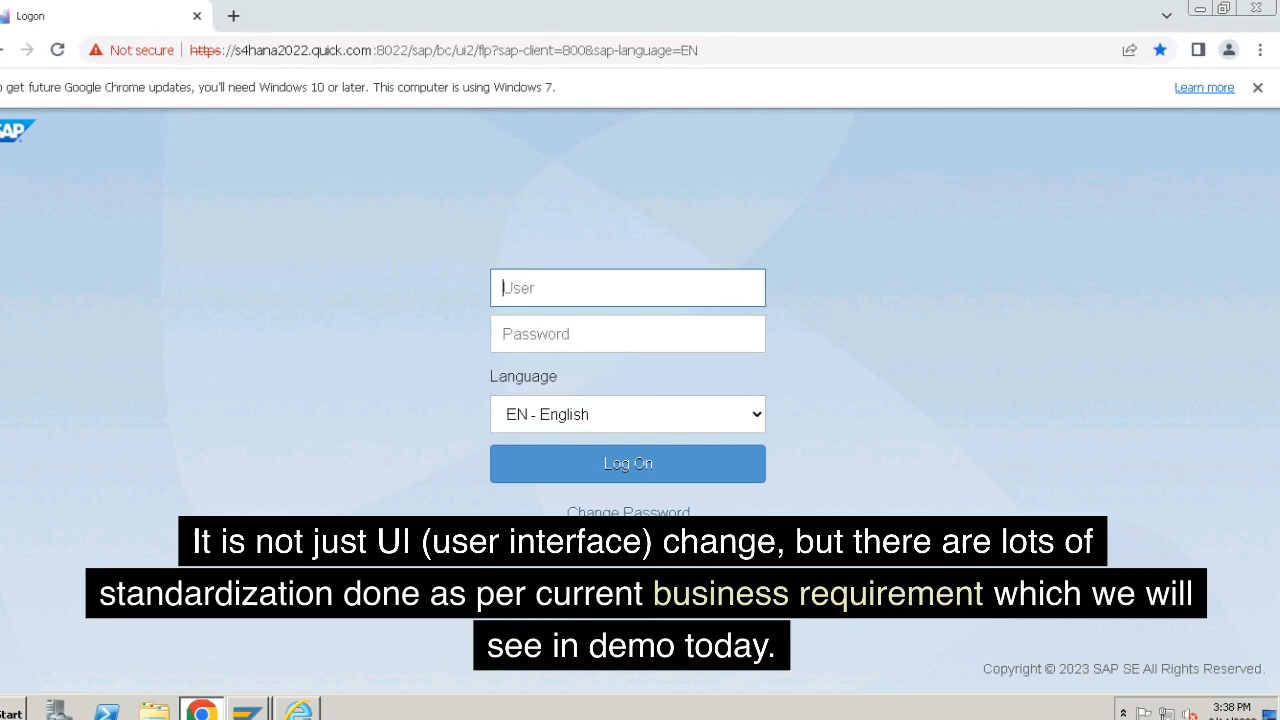 Logon
Not secure
https://s4hana2022.quick.com:8022/sap/bc/ui2/flp?sap-client=800&sap-language=EN
get future Google Chrome updates, you'll need Windows 10 or later. This computer is using Windows 7.
Learn more
SAP
User
Password
Language
EN - English
Log On
Change Password
It is not just UI (user interface) change, but there are lots of
standardization done as per current business requirement which we will
see in demo today.
Copyright © 2023 SAP SE All Rights Reserved.
Start
3:38 PM